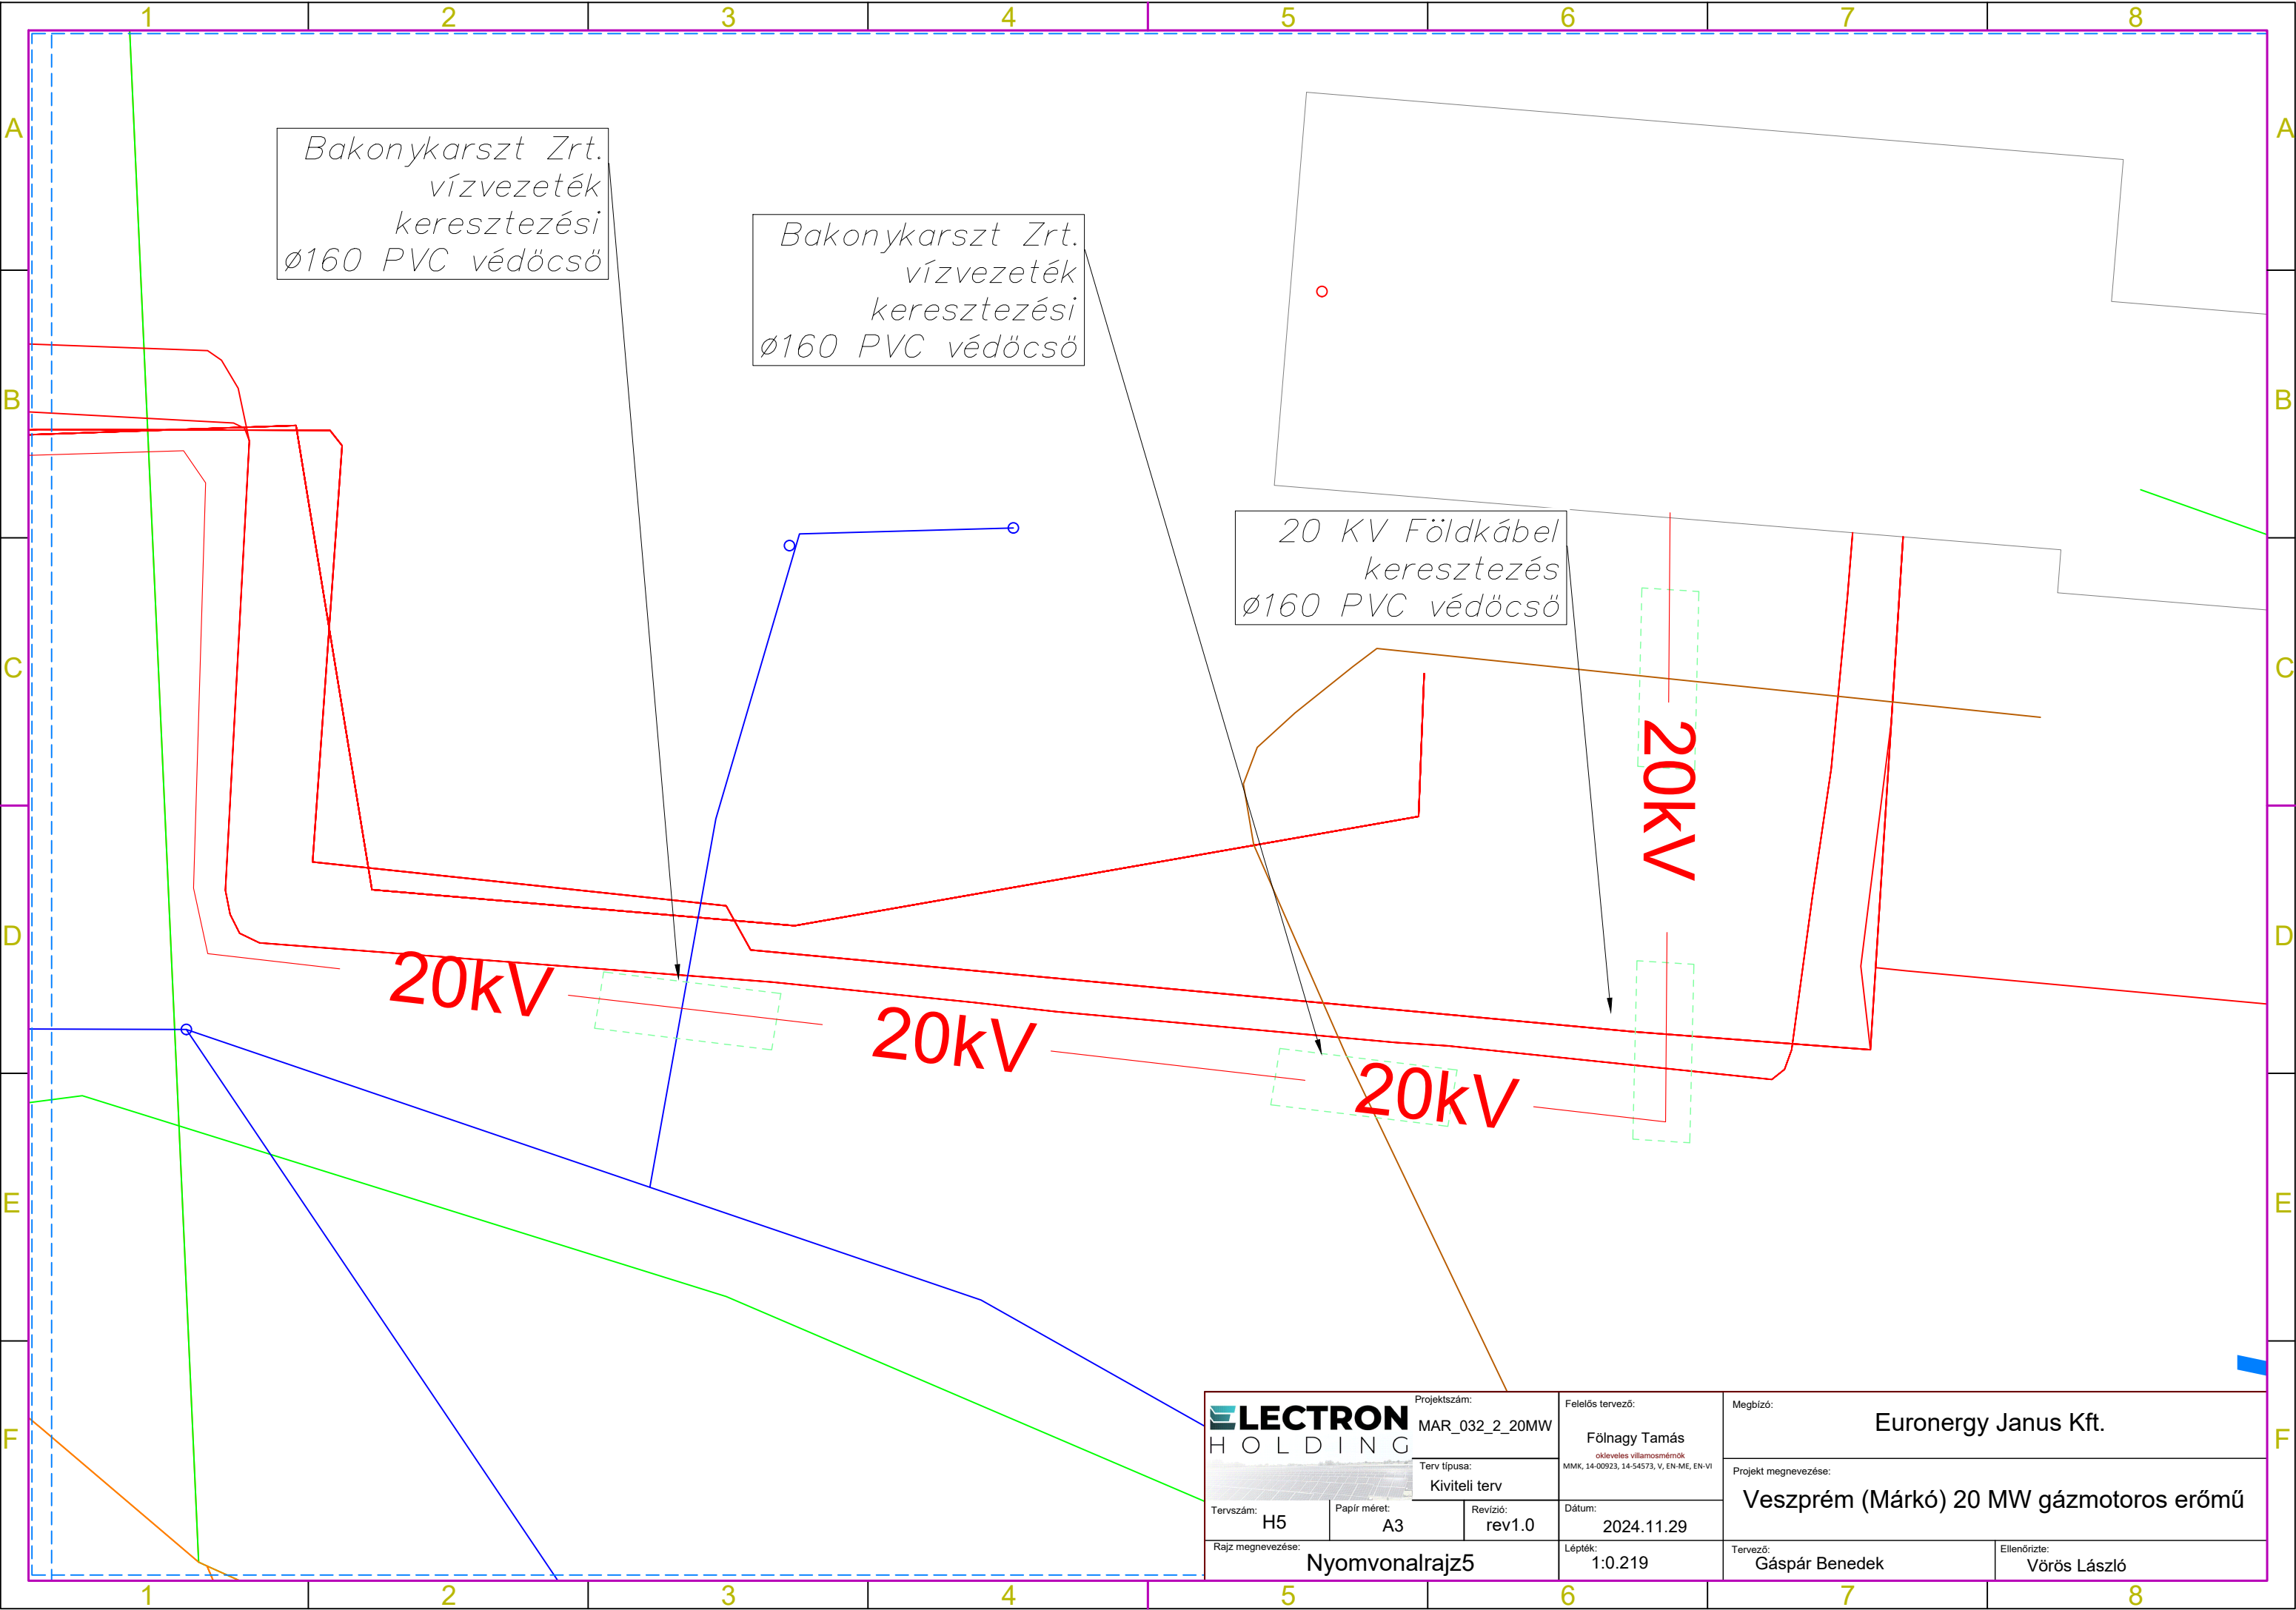 1 2 3 4 5 6 7 8
A A
Bakonykarszt Zrt.
vízvezeték
keresztezési
ø160 PVC védőcső
Bakonykarszt Zrt.
vízvezeték
keresztezési
ø160 PVC védőcső
B B
20 KV Földkábel
keresztezés
ø160 PVC védőcső
C C
20kV
D D
20kV
20kV
20kV
E E
F F
ELECTRON
HOLDING
Projektszám:
MAR_032_2_20MW
Terv típusa:
Kiviteli terv
Felelős tervező:
Fölnagy Tamás
okleveles villamosmérnök
MMK, 14-00923, 14-54573, V, EN-ME, EN-VI
Megbízó:
Euronergy Janus Kft.
Projekt megnevezése:
Veszprém (Márkó) 20 MW gázmotoros erőmű
Tervszám:
H5
Papír méret:
A3
Revízió:
rev1.0
Dátum:
2024.11.29
Rajz megnevezése:
Nyomvonalrajz5
Lépték:
1:0.219
Tervező:
Gáspár Benedek
Ellenőrizte:
Vörös László
1 2 3 4 5 6 7 8